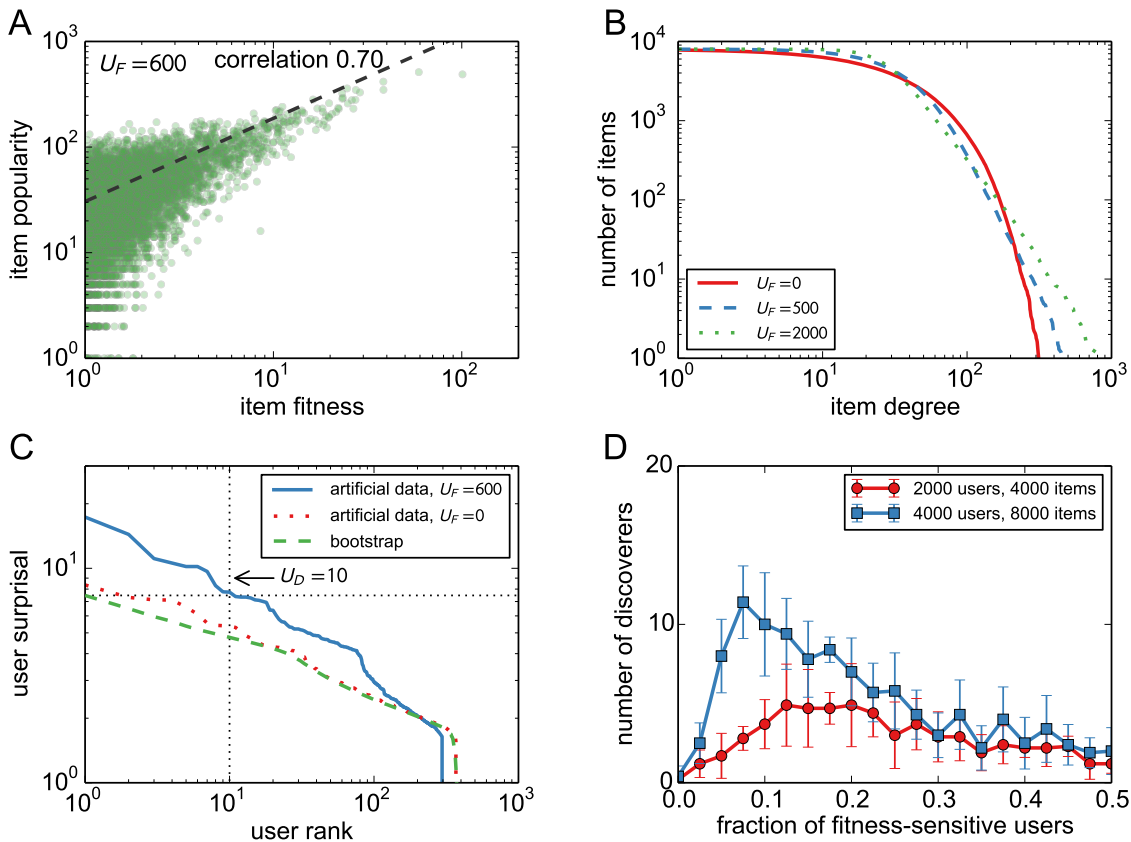 A
U_F = 600 correlation 0.70
10^3
10^2
10^1
10^0
item popularity
10^0 10^1 10^2
item fitness
B
10^4
10^3
10^2
10^1
10^0
number of items
U_F = 0
U_F = 500
U_F = 2000
10^0 10^1 10^2 10^3
item degree
C
10^1
10^0
user surprisal
artificial data, U_F = 600
artificial data, U_F = 0
bootstrap
U_D = 10
10^0 10^1 10^2 10^3
user rank
D
20
10
0
number of discoverers
2000 users, 4000 items
4000 users, 8000 items
0.0 0.1 0.2 0.3 0.4 0.5
fraction of fitness-sensitive users